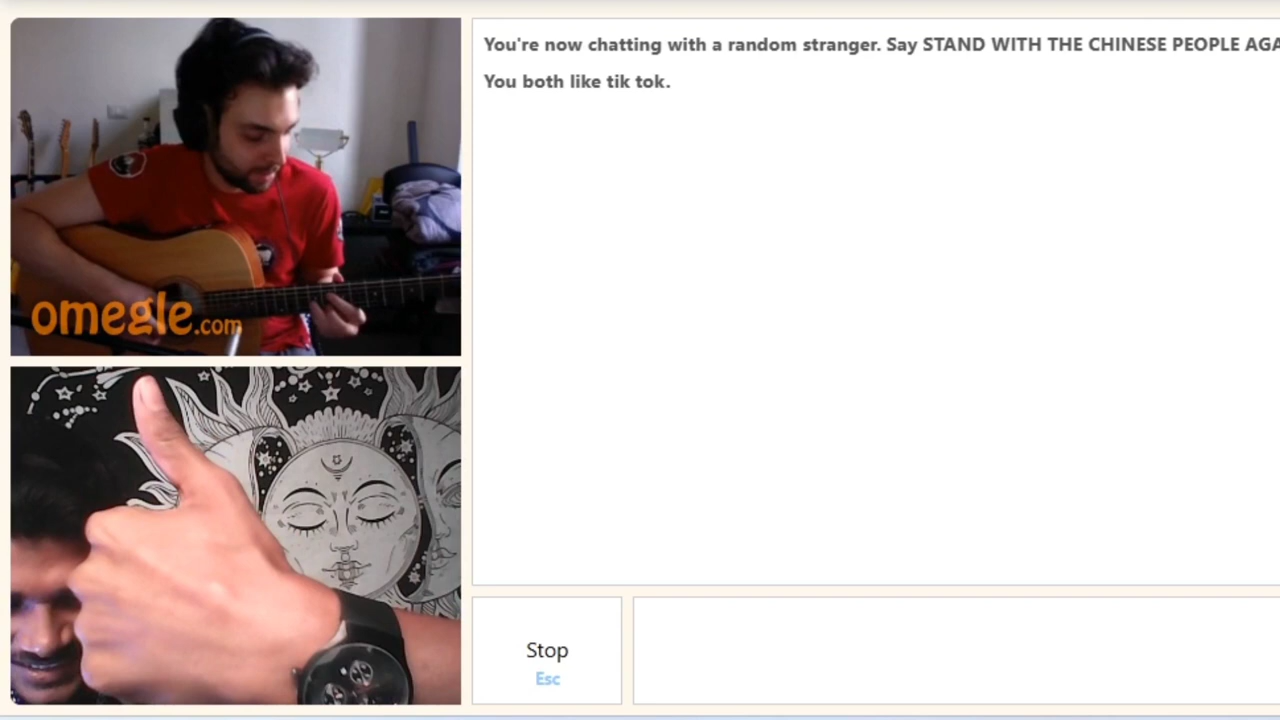 You're now chatting with a random stranger. Say STAND WITH THE CHINESE PEOPLE AGA
You both like tik tok.
omegle.com
Stop
Esc